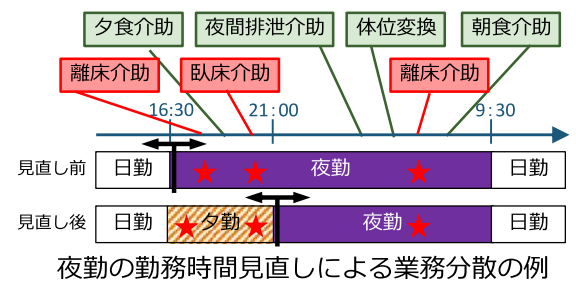 夕食介助 夜間排泄介助 体位変換 朝食介助
離床介助 臥床介助 離床介助
16:30 21:00 9:30
見直し前 日勤 夜勤 日勤
見直し後 日勤 夕勤 夜勤 日勤
夜勤の勤務時間見直しによる業務分散の例